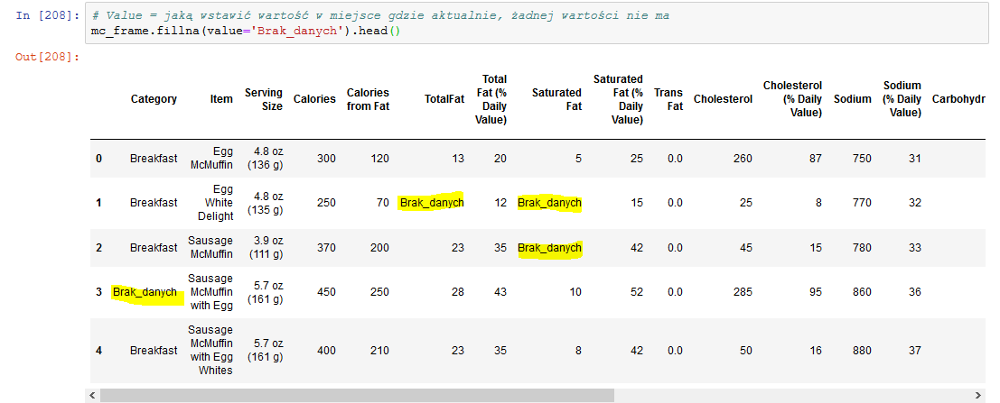 In [208]: # Value = jaką wstawić wartość w miejsce gdzie aktualnie, żadnej wartości nie ma
mc_frame.fillna(value='Brak_danych').head()
Out[208]:
Category Item Serving Size Calories Calories from Fat TotalFat Total Fat (% Daily Value) Saturated Fat Saturated Fat (% Daily Value) Trans Fat Cholesterol Cholesterol (% Daily Value) Sodium Sodium (% Daily Value) Carbohydr
0 Breakfast Egg McMuffin 4.8 oz (136 g) 300 120 13 20 5 25 0.0 260 87 750 31
1 Breakfast Egg White Delight 4.8 oz (135 g) 250 70 Brak_danych 12 Brak_danych 15 0.0 25 8 770 32
2 Breakfast Sausage McMuffin 3.9 oz (111 g) 370 200 23 35 Brak_danych 42 0.0 45 15 780 33
3 Brak_danych Sausage McMuffin with Egg 5.7 oz (161 g) 450 250 28 43 10 52 0.0 285 95 860 36
4 Breakfast Sausage McMuffin with Egg Whites 5.7 oz (161 g) 400 210 23 35 8 42 0.0 50 16 880 37